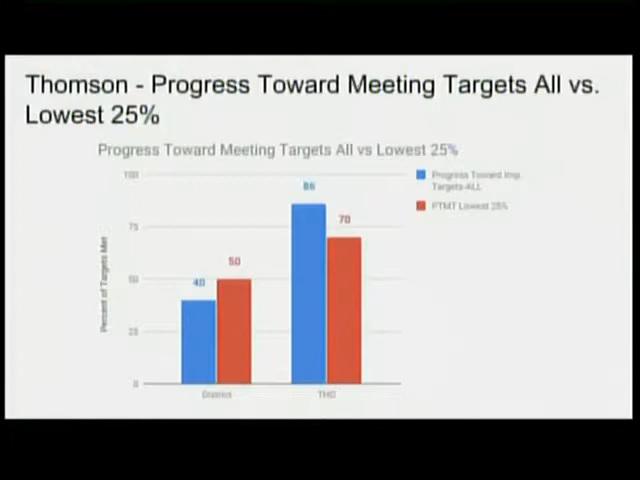 Thomson - Progress Toward Meeting Targets All vs.
Lowest 25%
Progress Toward Meeting Targets All vs Lowest 25%
100
75
50
25
0
Percent of Targets Met
40
50
86
70
District
THO
Progress Toward Imp.
Targets-ALL
PTMT Lowest 25%